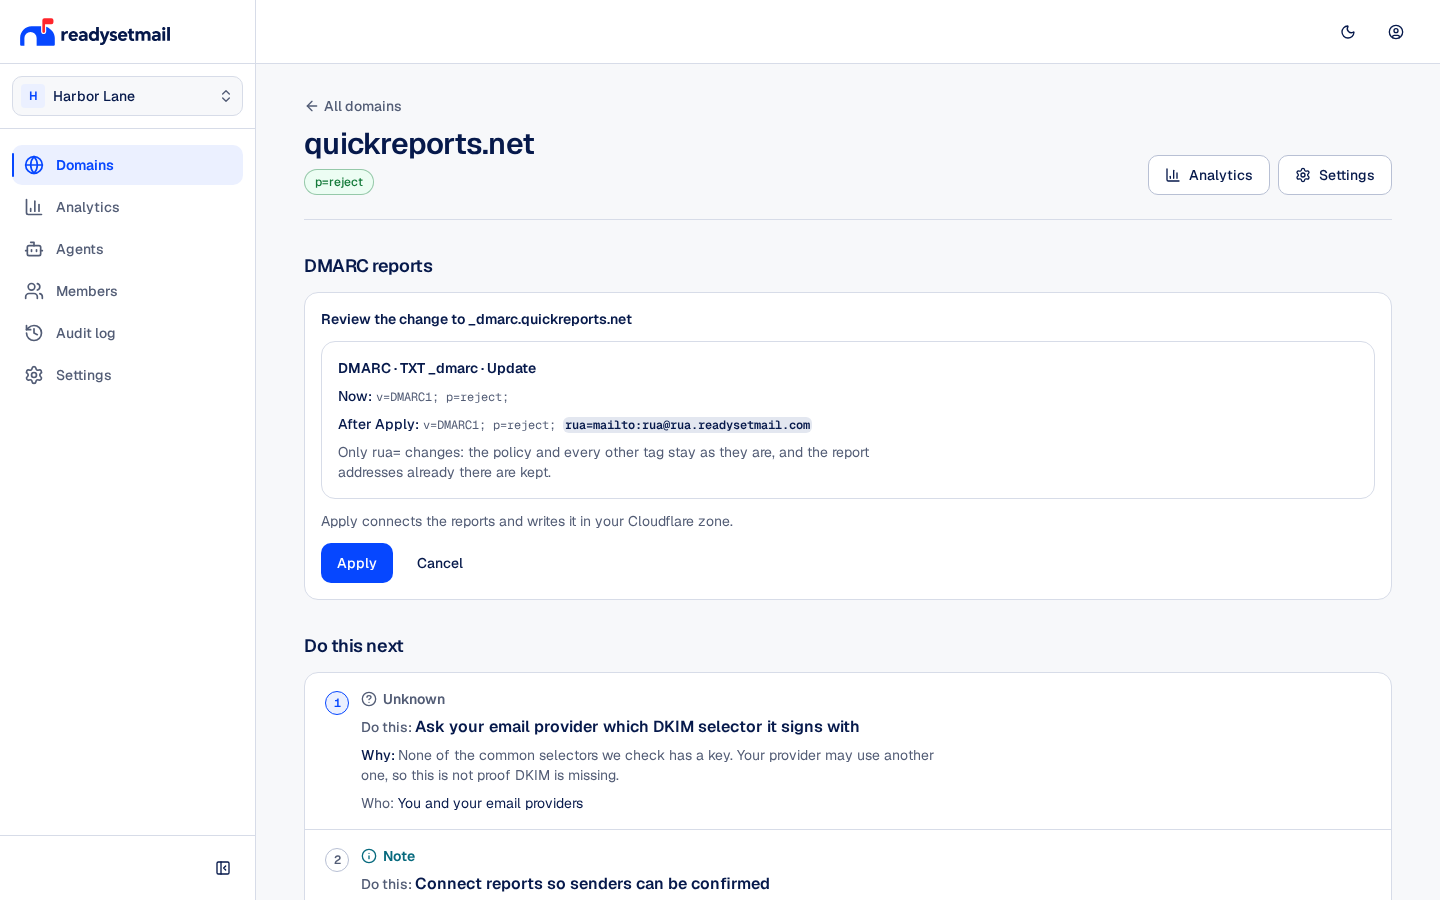 readysetmail
H Harbor Lane
Domains
Analytics
Agents
Members
Audit log
Settings
All domains
quickreports.net
p=reject
Analytics
Settings
DMARC reports
Review the change to _dmarc.quickreports.net
DMARC · TXT _dmarc · Update
Now: v=DMARC1; p=reject;
After Apply: v=DMARC1; p=reject; rua=mailto:rua@rua.readysetmail.com
Only rua= changes: the policy and every other tag stay as they are, and the report
addresses already there are kept.
Apply connects the reports and writes it in your Cloudflare zone.
Apply
Cancel
Do this next
1
Unknown
Do this: Ask your email provider which DKIM selector it signs with
Why: None of the common selectors we check has a key. Your provider may use another
one, so this is not proof DKIM is missing.
Who: You and your email providers
2
Note
Do this: Connect reports so senders can be confirmed